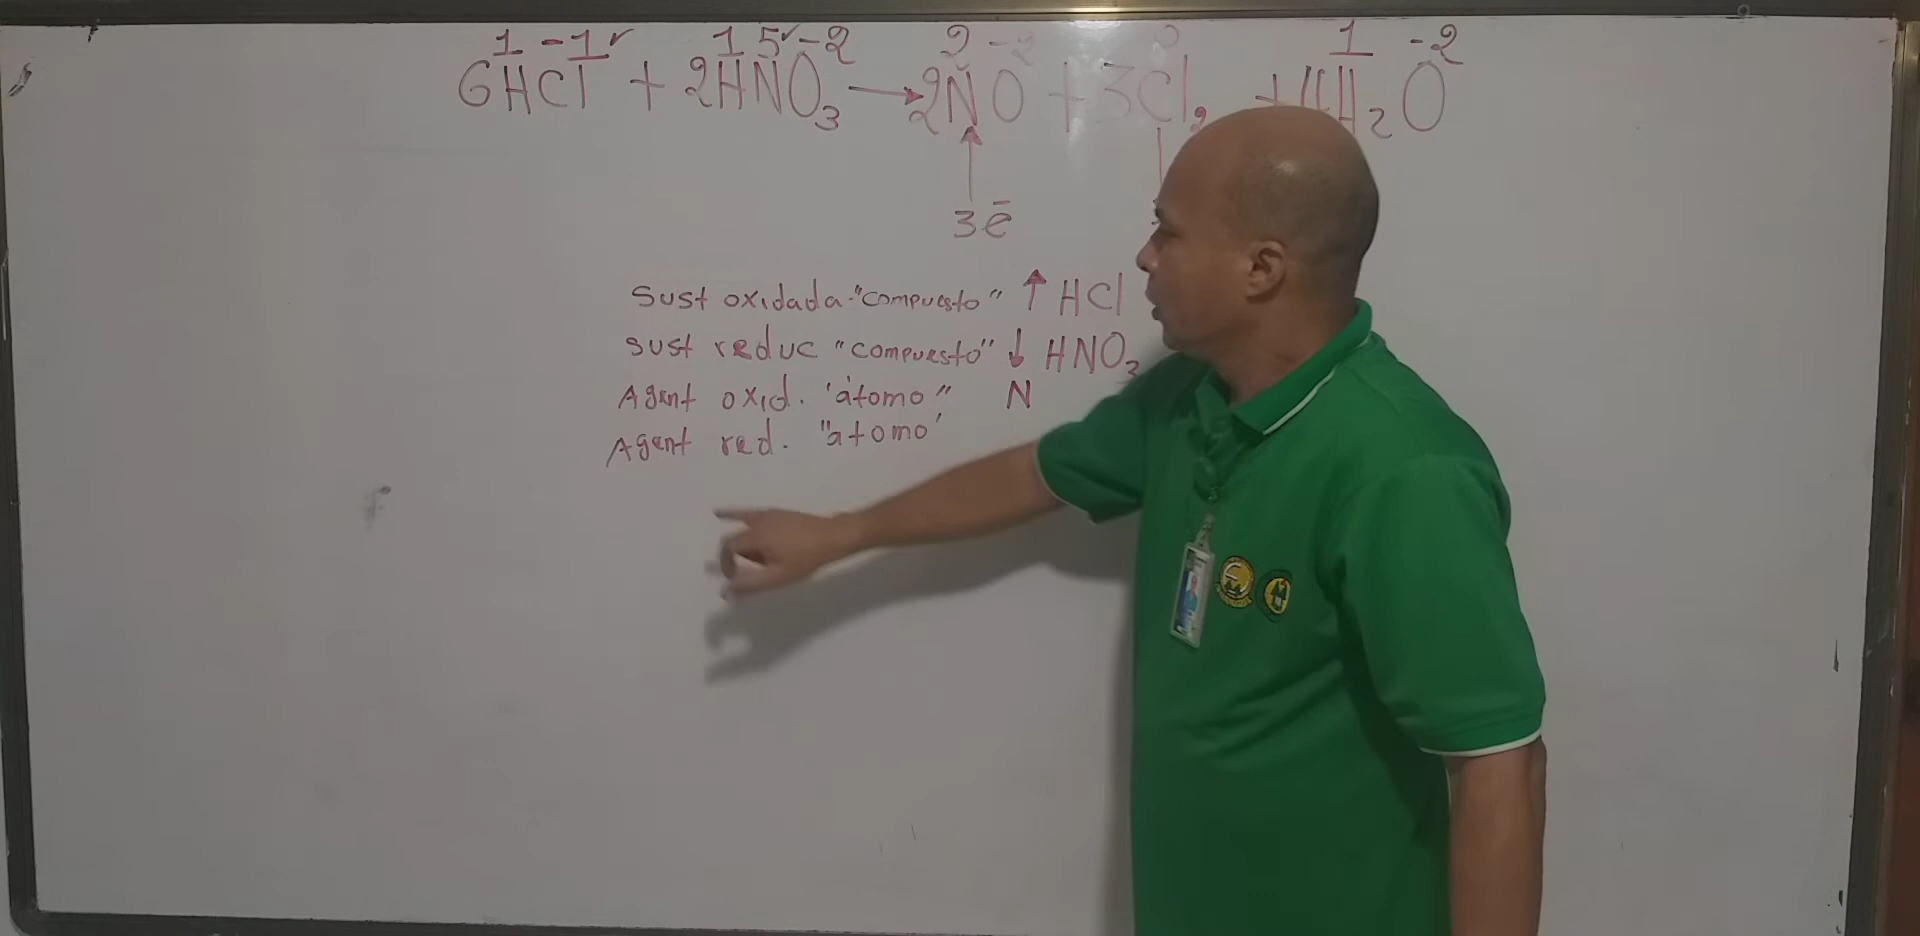 1 -1 1 5 -2 2 -2 0 1 -2
6HCl + 2HNO3 → 2NO + 3Cl2 + 4H2O
3ē
Sust oxidada "compuesto" ↑ HCl
Sust reduc "compuesto" ↓ HNO3
Agent oxid. 'átomo" N
Agent red. "atomo'